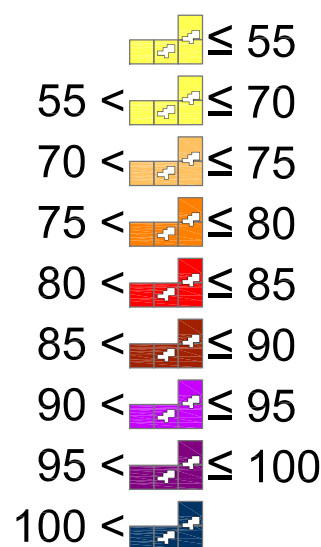 ≤ 55
55 < ≤ 70
70 < ≤ 75
75 < ≤ 80
80 < ≤ 85
85 < ≤ 90
90 < ≤ 95
95 < ≤ 100
100 <